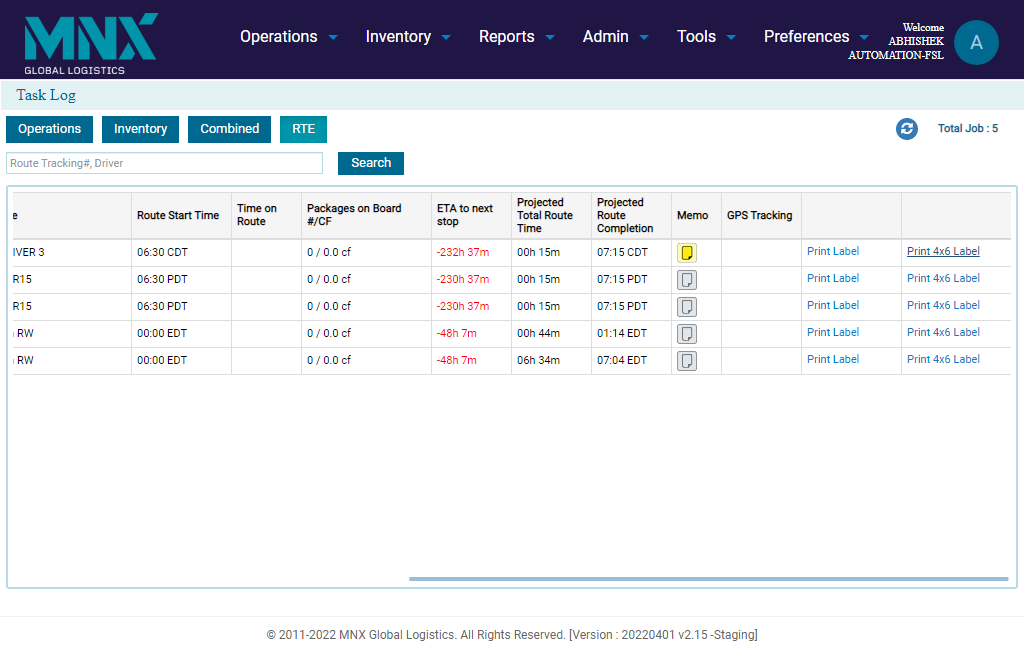 MNX
GLOBAL LOGISTICS
Operations Inventory Reports Admin Tools Preferences
Welcome
ABHISHEK
AUTOMATION-FSL
A
Task Log
Operations Inventory Combined RTE
Total Job : 5
Route Tracking#, Driver
Search
e Route Start Time Time on Route Packages on Board #/CF ETA to next stop Projected Total Route Time Projected Route Completion Memo GPS Tracking
IVER 3 06:30 CDT 0 / 0.0 cf -232h 37m 00h 15m 07:15 CDT Print Label Print 4x6 Label
R15 06:30 PDT 0 / 0.0 cf -230h 37m 00h 15m 07:15 PDT Print Label Print 4x6 Label
R15 06:30 PDT 0 / 0.0 cf -230h 37m 00h 15m 07:15 PDT Print Label Print 4x6 Label
RW 00:00 EDT 0 / 0.0 cf -48h 7m 00h 44m 01:14 EDT Print Label Print 4x6 Label
RW 00:00 EDT 0 / 0.0 cf -48h 7m 06h 34m 07:04 EDT Print Label Print 4x6 Label
© 2011-2022 MNX Global Logistics. All Rights Reserved. [Version : 20220401 v2.15 -Staging]